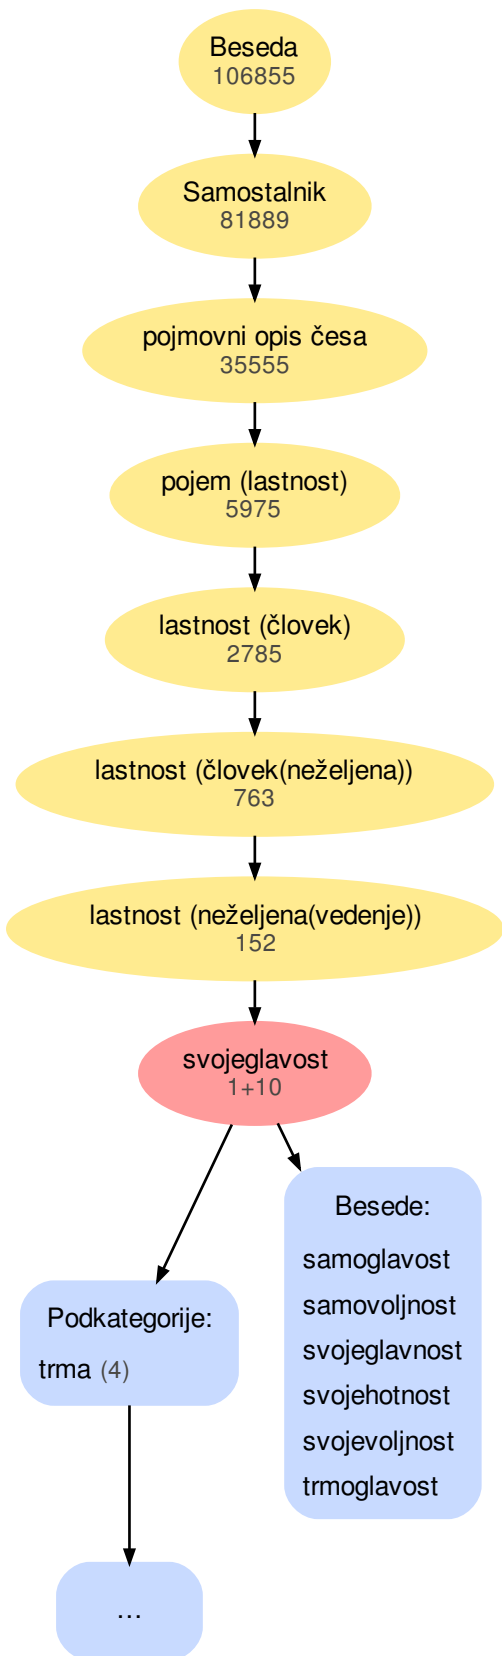 Beseda
106855
Samostalnik
81889
pojmovni opis česa
35555
pojem (lastnost)
5975
lastnost (človek)
2785
lastnost (človek(neželjena))
763
lastnost (neželjena(vedenje))
152
svojeglavost
1+10
Besede:
samoglavost
samovoljnost
svojeglavnost
svojehotnost
svojevoljnost
trmoglavost
Podkategorije:
trma (4)
...